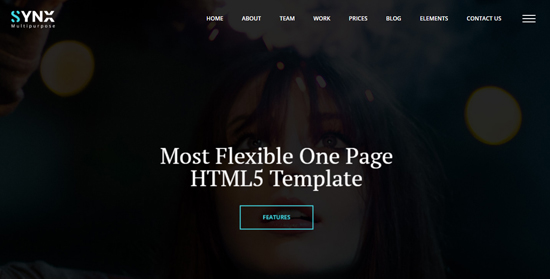 SYNX
Multipurpose
HOME ABOUT TEAM WORK PRICES BLOG ELEMENTS CONTACT US
Most Flexible One Page
HTML5 Template
FEATURES